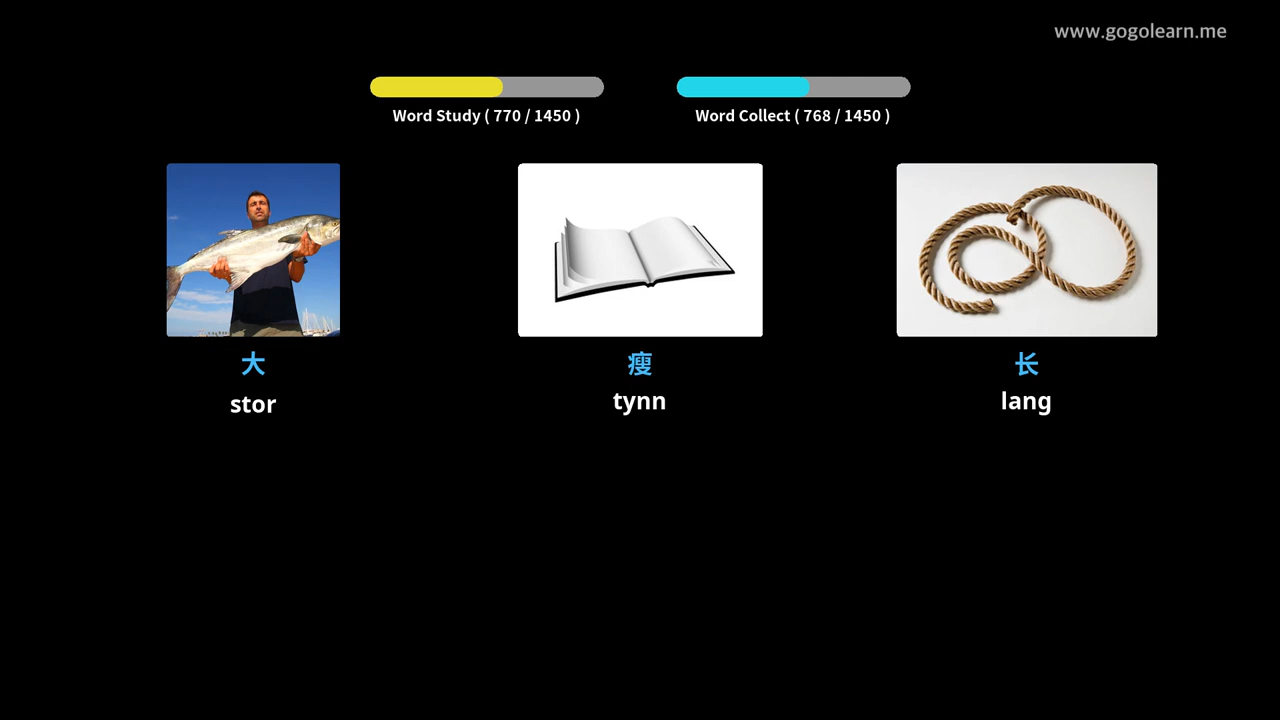 www.gogolearn.me
Word Study ( 770 / 1450 )
Word Collect ( 768 / 1450 )
大
瘦
长
stor
tynn
lang